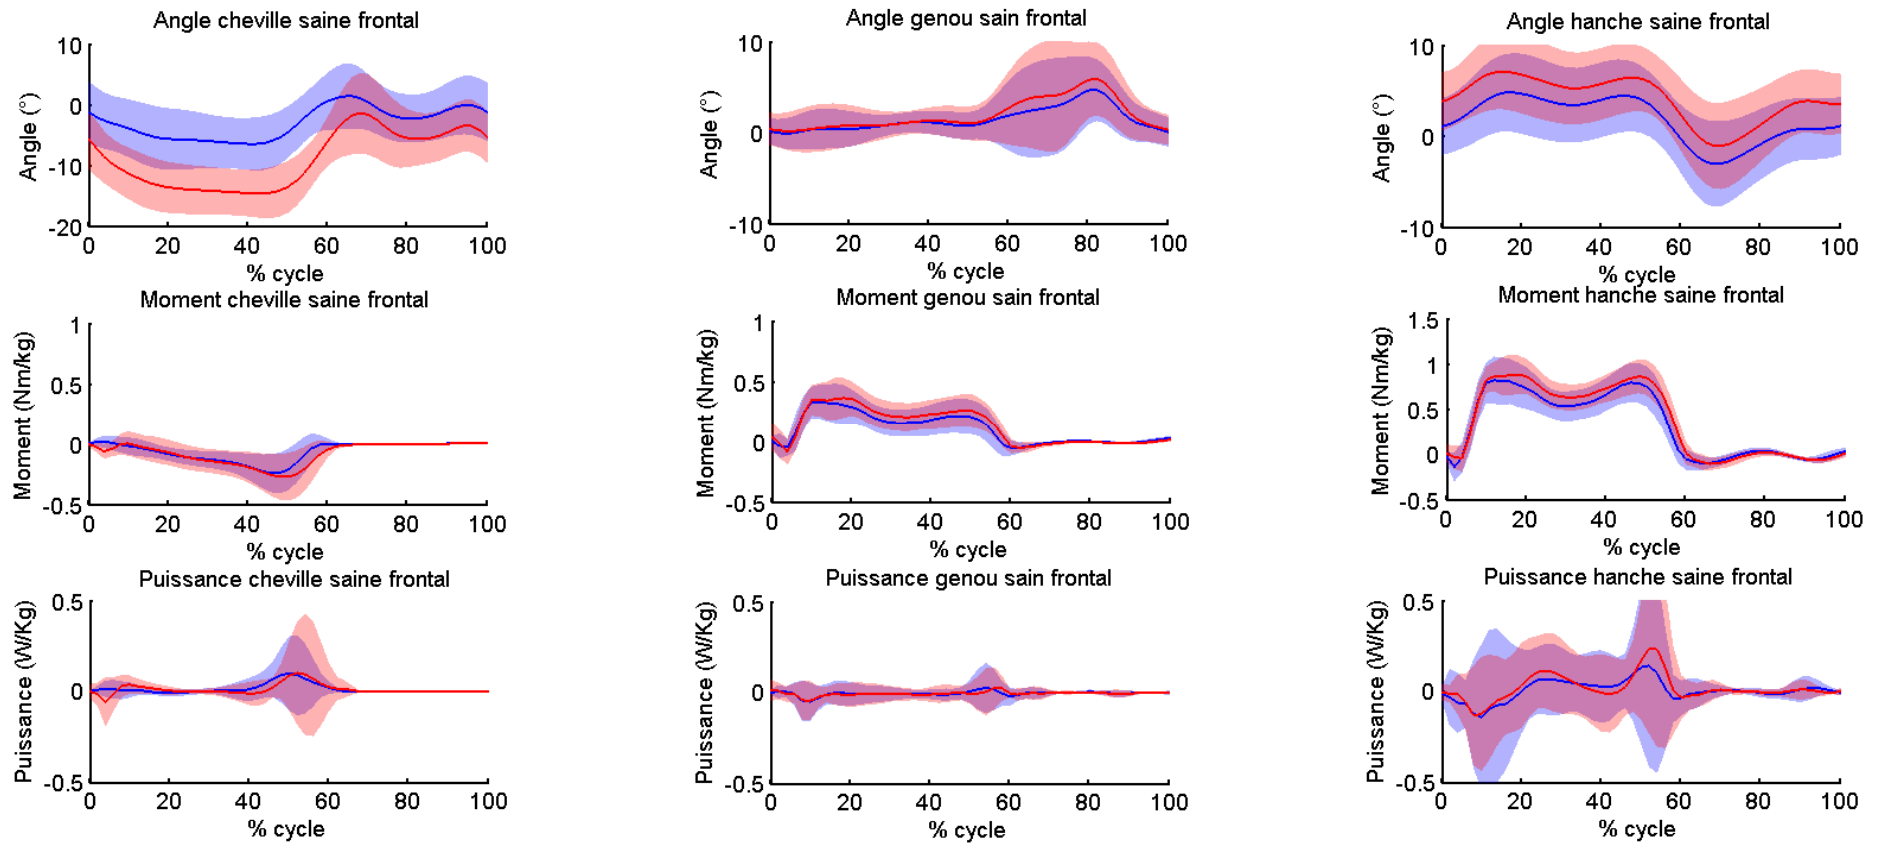 Angle cheville saine frontal
Angle genou sain frontal
Angle hanche saine frontal
10
0
-10
-20
Angle (°)
0 20 40 60 80 100
% cycle
10
0
-10
Angle (°)
0 20 40 60 80 100
% cycle
10
0
-10
Angle (°)
0 20 40 60 80 100
% cycle
Moment cheville saine frontal
Moment genou sain frontal
Moment hanche saine frontal
1
0.5
0
-0.5
Moment (Nm/kg)
0 20 40 60 80 100
% cycle
1
0.5
0
-0.5
Moment (Nm/kg)
0 20 40 60 80 100
% cycle
1.5
1
0.5
0
-0.5
Moment (Nm/kg)
0 20 40 60 80 100
% cycle
Puissance cheville saine frontal
Puissance genou sain frontal
Puissance hanche saine frontal
0.5
0
-0.5
Puissance (W/Kg)
0 20 40 60 80 100
% cycle
0.5
0
-0.5
Puissance (W/Kg)
0 20 40 60 80 100
% cycle
0.5
0
-0.5
Puissance (W/Kg)
0 20 40 60 80 100
% cycle